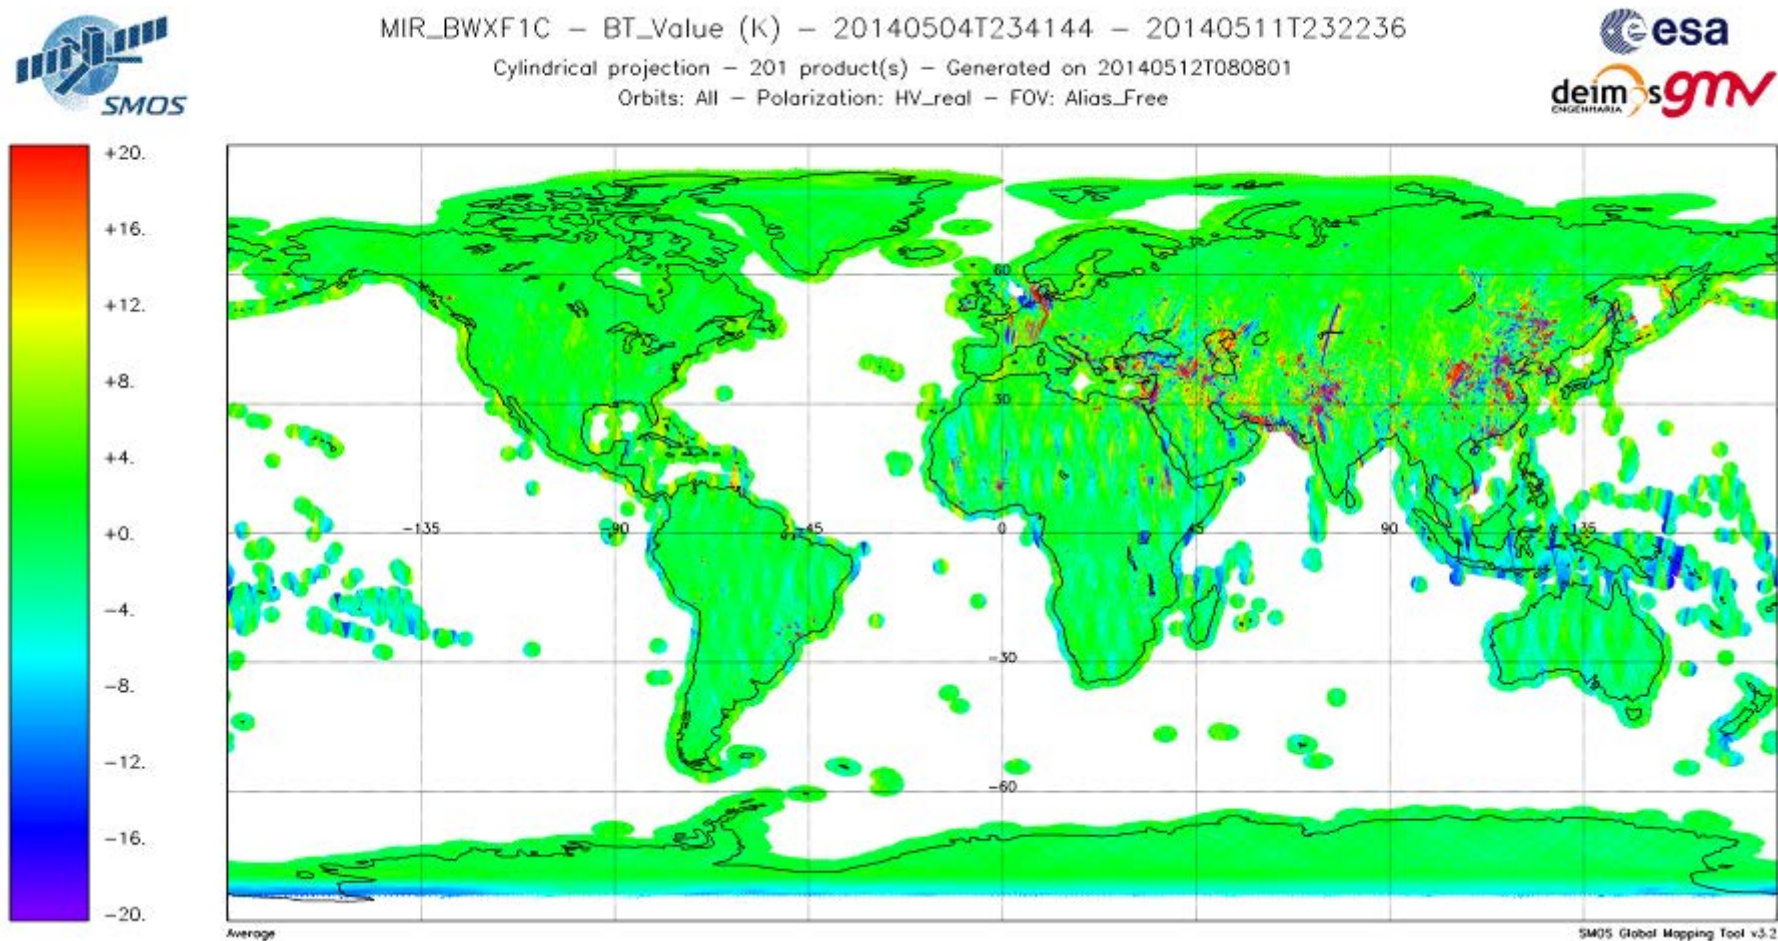 MIR_BWXF1C – BT_Value (K) – 20140504T234144 – 20140511T232236
Cylindrical projection – 201 product(s) – Generated on 20140512T080801
Orbits: All – Polarization: HV_real – FOV: Alias_Free
SMOS
esa
deimos
ENGENHARIA
gmv
+20.
+16.
+12.
+8.
+4.
+0.
−4.
−8.
−12.
−16.
−20.
60
30
−135
−90
−45
0
45
90
135
−30
−60
Average
SMOS Global Mapping Tool v3.2